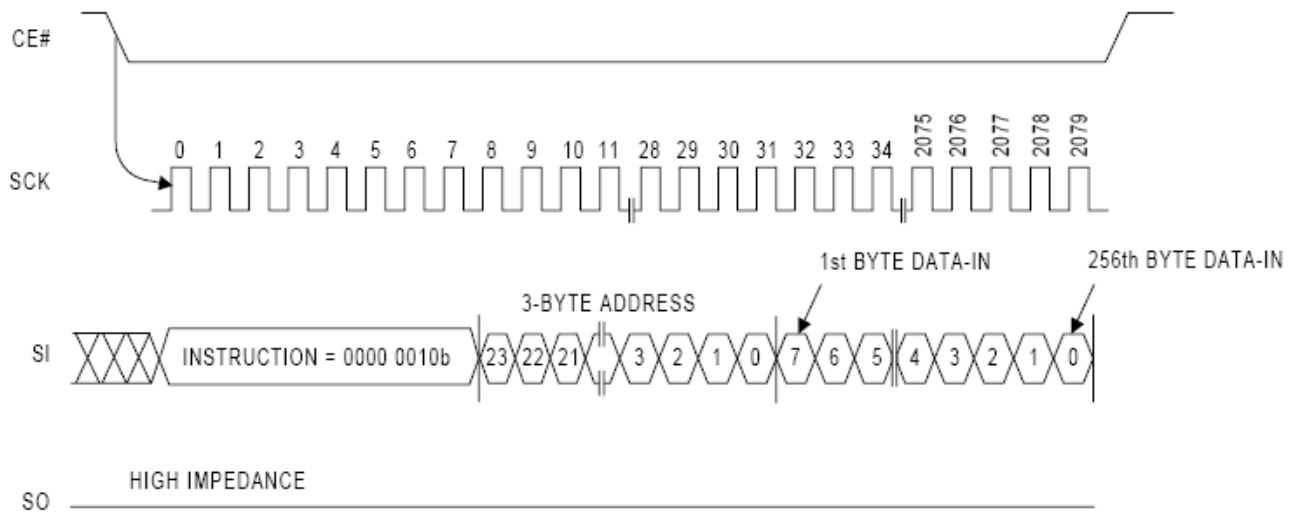 CE#
0 1 2 3 4 5 6 7 8 9 10 11 28 29 30 31 32 33 34 2075 2076 2077 2078 2079
SCK
1st BYTE DATA-IN 256th BYTE DATA-IN
3-BYTE ADDRESS
SI INSTRUCTION = 0000 0010b 23 22 21 3 2 1 0 7 6 5 4 3 2 1 0
HIGH IMPEDANCE
SO